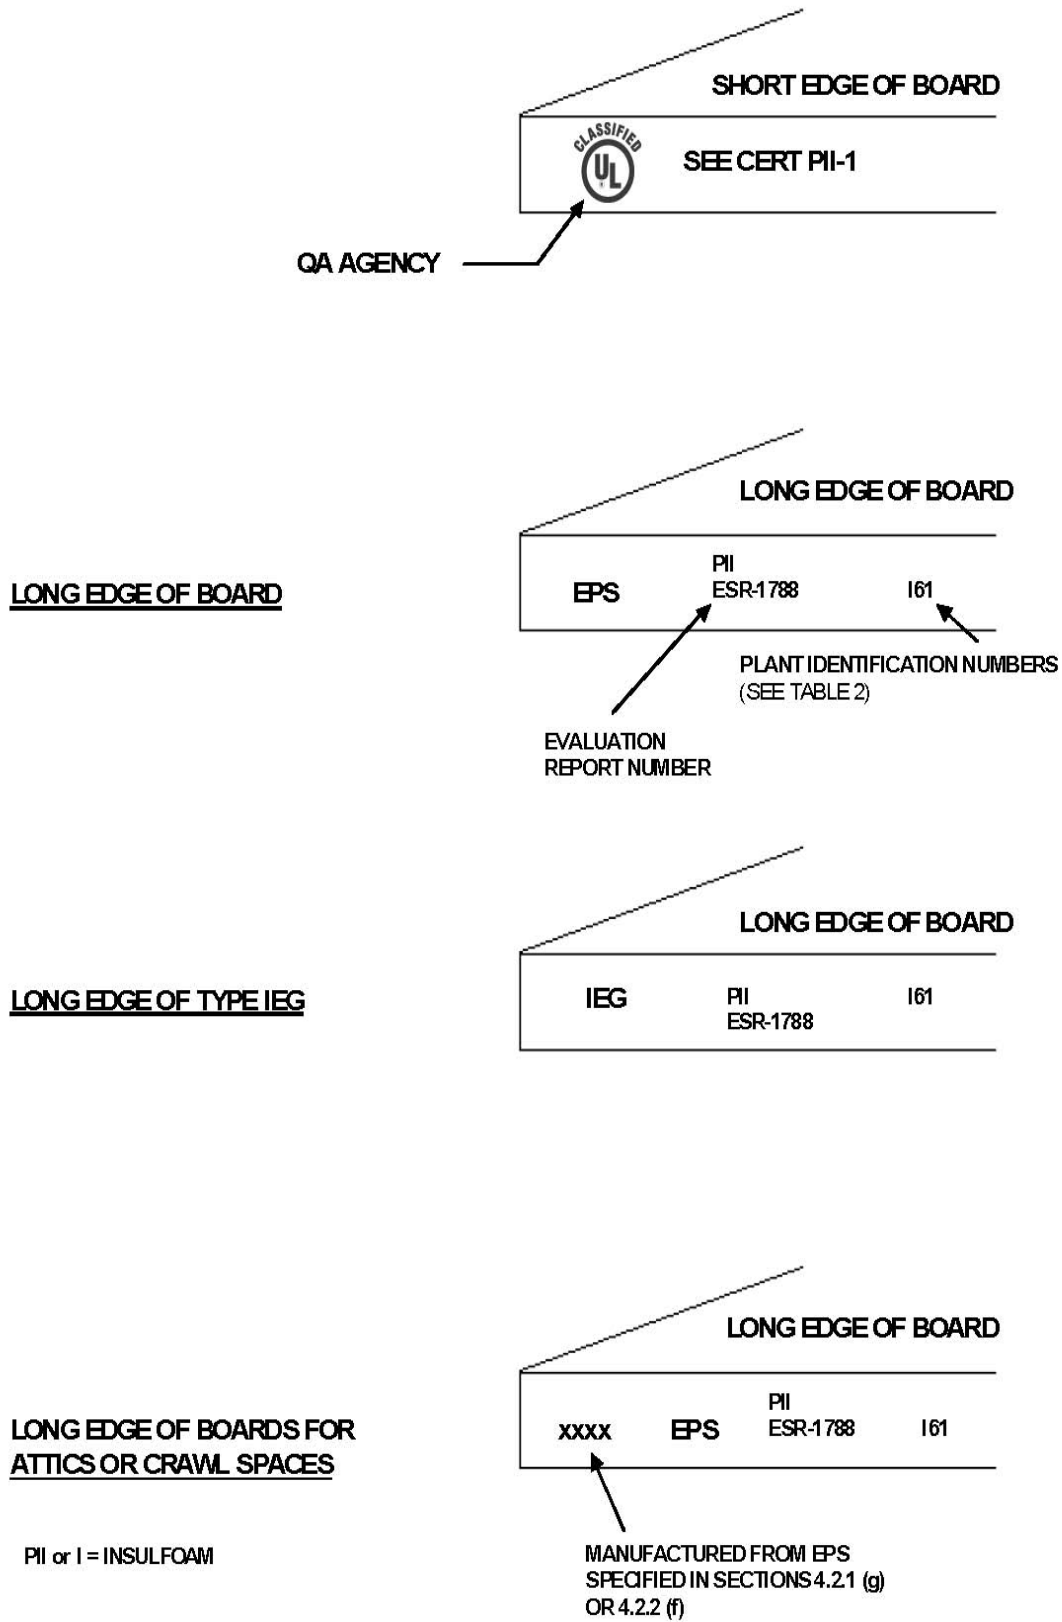 SHORT EDGE OF BOARD
CLASSIFIED
UL
SEE CERT PII-1
QA AGENCY
LONG EDGE OF BOARD
LONG EDGE OF BOARD
EPS
PII
ESR-1788
I61
PLANT IDENTIFICATION NUMBERS
(SEE TABLE 2)
EVALUATION
REPORT NUMBER
LONG EDGE OF BOARD
LONG EDGE OF TYPE IEG
IEG
PII
ESR-1788
I61
LONG EDGE OF BOARD
LONG EDGE OF BOARDS FOR
ATTICS OR CRAWL SPACES
xxxx
EPS
PII
ESR-1788
I61
PII or I = INSULFOAM
MANUFACTURED FROM EPS
SPECIFIED IN SECTIONS 4.2.1 (g)
OR 4.2.2 (f)